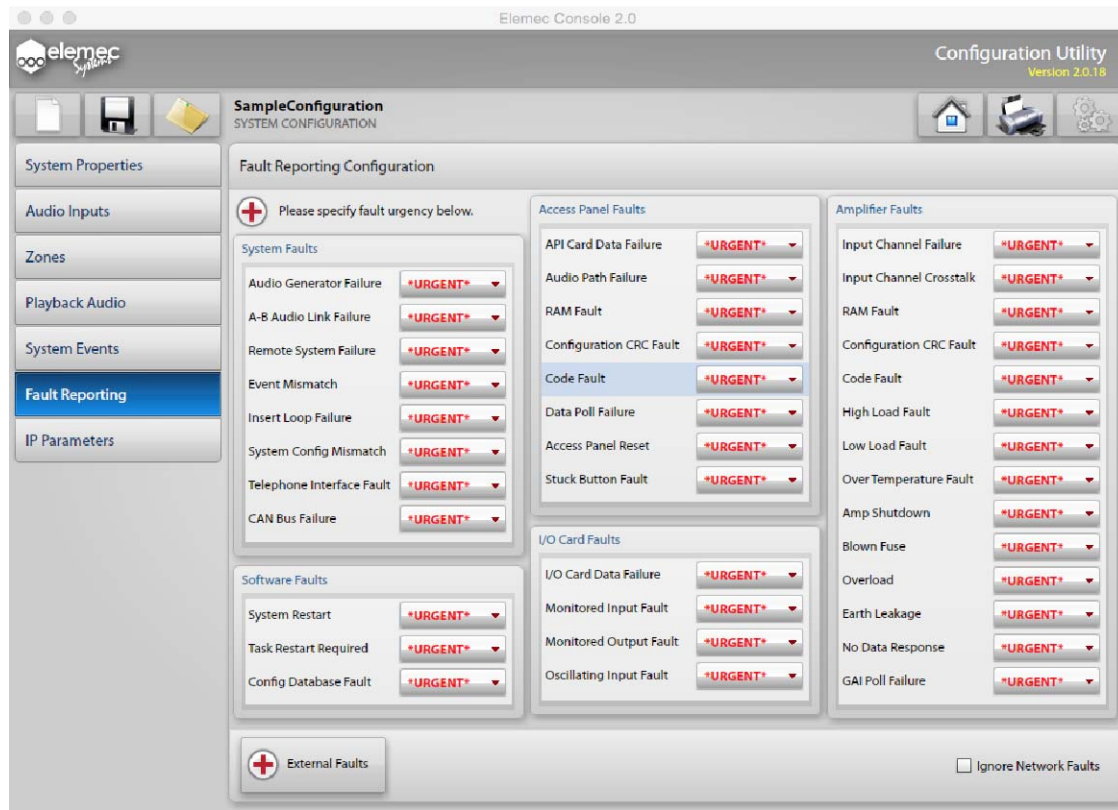 Elemec Console 2.0
elemec
Systems
Configuration Utility
Version 2.0.18
SampleConfiguration
SYSTEM CONFIGURATION
System Properties
Audio Inputs
Zones
Playback Audio
System Events
Fault Reporting
IP Parameters
Fault Reporting Configuration
Please specify fault urgency below.
System Faults
Audio Generator Failure *URGENT*
A-B Audio Link Failure *URGENT*
Remote System Failure *URGENT*
Event Mismatch *URGENT*
Insert Loop Failure *URGENT*
System Config Mismatch *URGENT*
Telephone Interface Fault *URGENT*
CAN Bus Failure *URGENT*
Software Faults
System Restart *URGENT*
Task Restart Required *URGENT*
Config Database Fault *URGENT*
Access Panel Faults
API Card Data Failure *URGENT*
Audio Path Failure *URGENT*
RAM Fault *URGENT*
Configuration CRC Fault *URGENT*
Code Fault *URGENT*
Data Poll Failure *URGENT*
Access Panel Reset *URGENT*
Stuck Button Fault *URGENT*
I/O Card Faults
I/O Card Data Failure *URGENT*
Monitored Input Fault *URGENT*
Monitored Output Fault *URGENT*
Oscillating Input Fault *URGENT*
Amplifier Faults
Input Channel Failure *URGENT*
Input Channel Crosstalk *URGENT*
RAM Fault *URGENT*
Configuration CRC Fault *URGENT*
Code Fault *URGENT*
High Load Fault *URGENT*
Low Load Fault *URGENT*
Over Temperature Fault *URGENT*
Amp Shutdown *URGENT*
Blown Fuse *URGENT*
Overload *URGENT*
Earth Leakage *URGENT*
No Data Response *URGENT*
GAI Poll Failure *URGENT*
External Faults
Ignore Network Faults